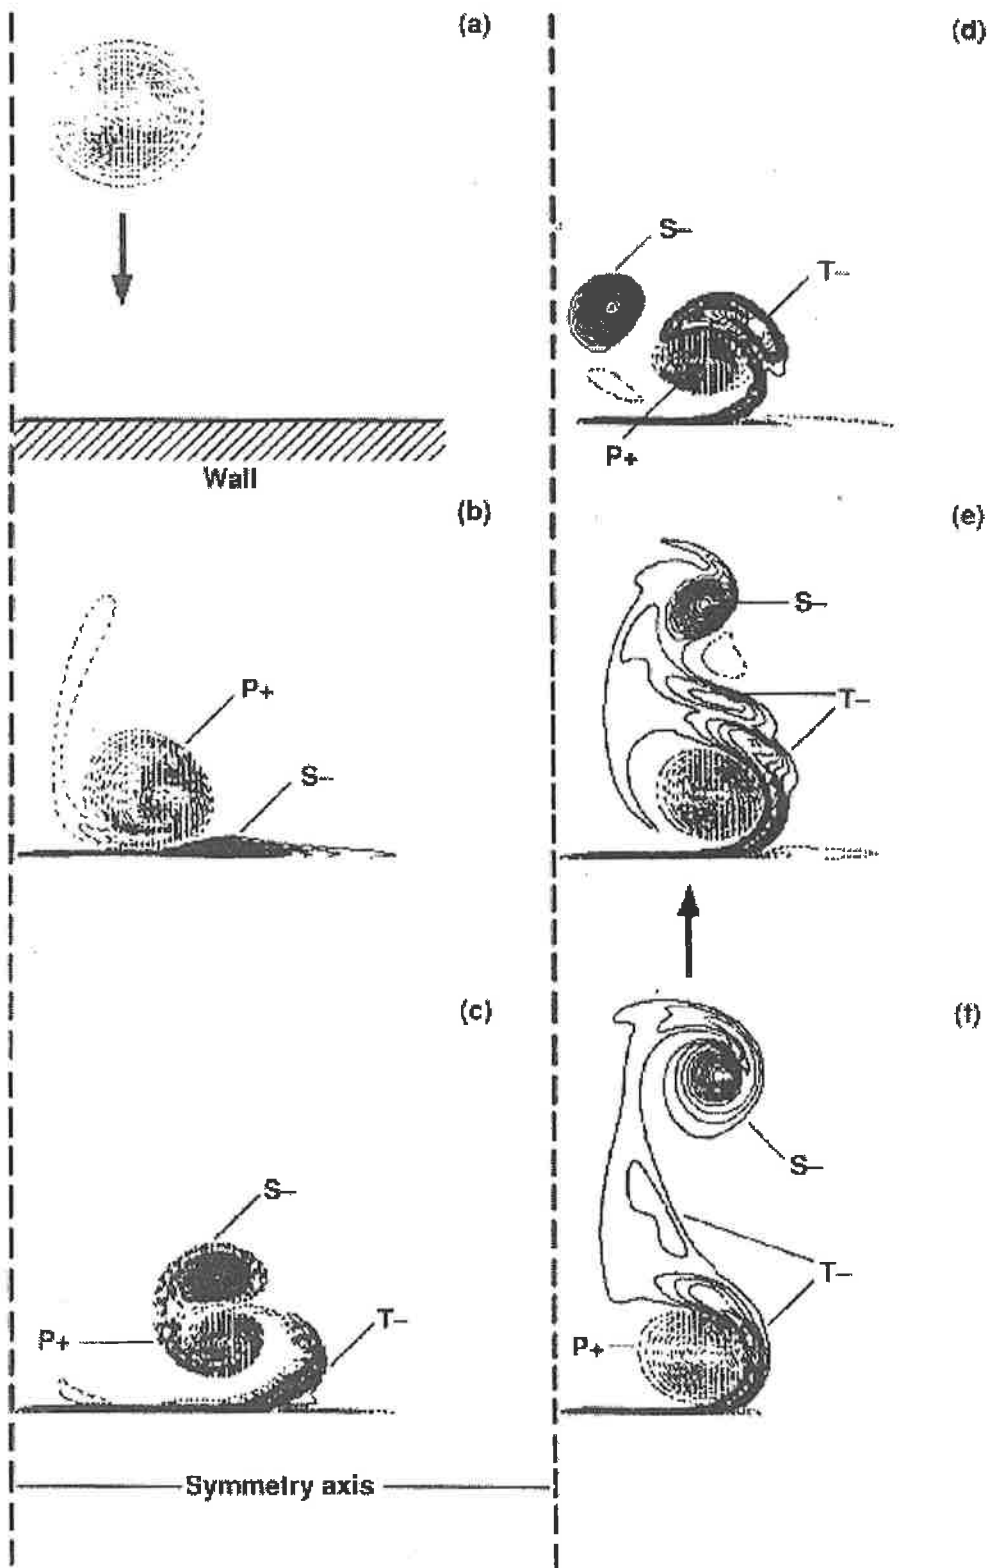 (a)
Wall
(b)
P+
S–
(c)
S–
P+
T–
Symmetry axis
(d)
S–
T–
P+
(e)
S–
T–
(f)
S–
T–
P+